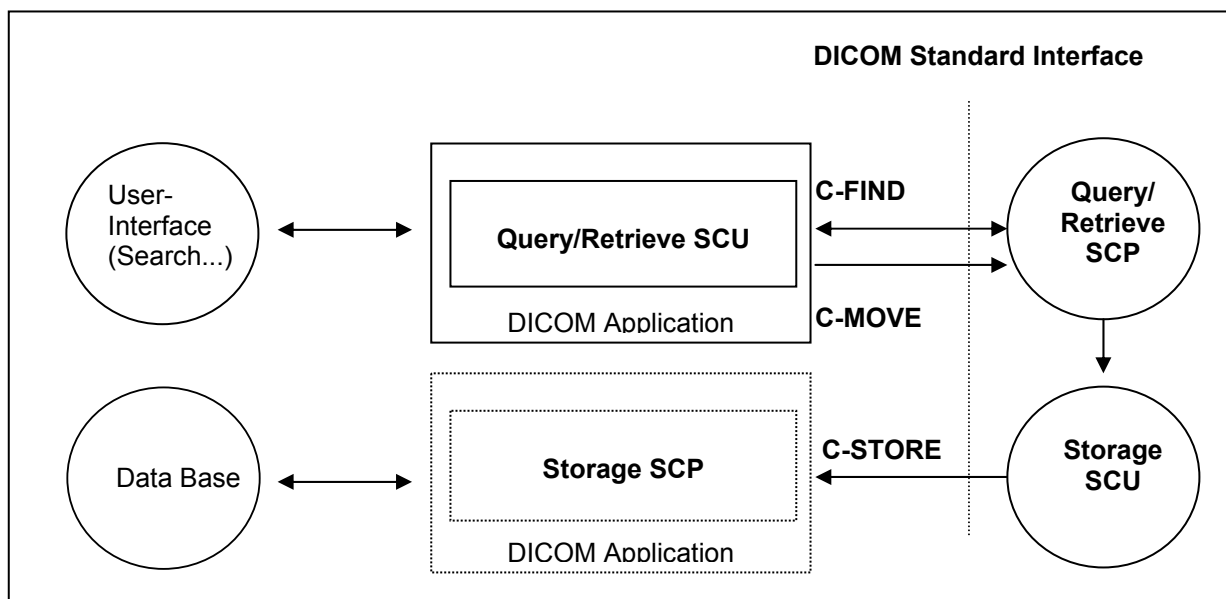 DICOM Standard Interface
User-
Interface
(Search...)
Query/Retrieve SCU
DICOM Application
C-FIND
C-MOVE
Query/
Retrieve
SCP
Data Base
Storage SCP
DICOM Application
C-STORE
Storage
SCU